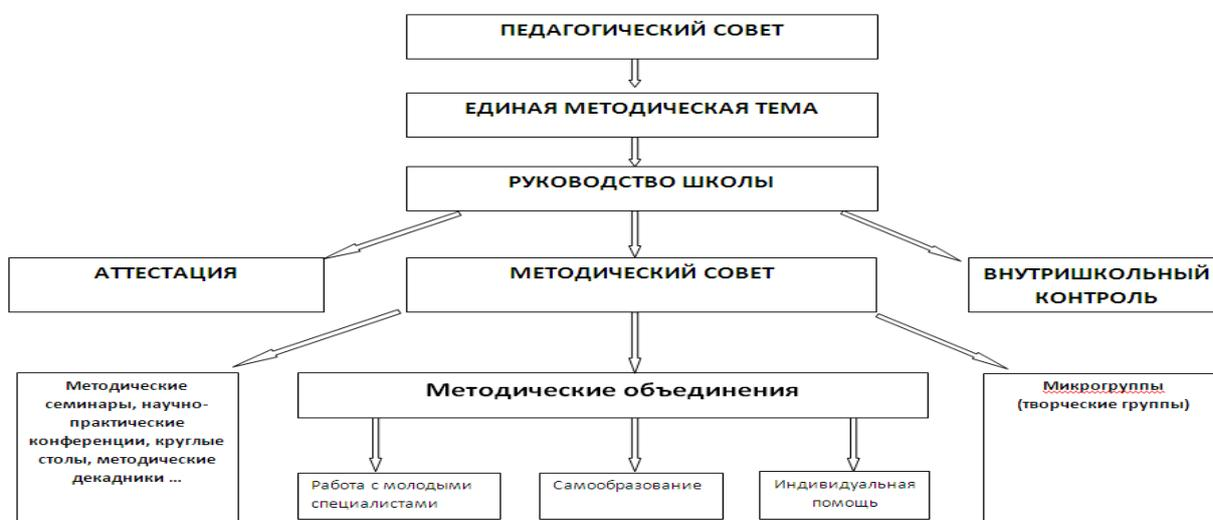 ПЕДАГОГИЧЕСКИЙ СОВЕТ
ЕДИНАЯ МЕТОДИЧЕСКАЯ ТЕМА
РУКОВОДСТВО ШКОЛЫ
АТТЕСТАЦИЯ
МЕТОДИЧЕСКИЙ СОВЕТ
ВНУТРИШКОЛЬНЫЙ
КОНТРОЛЬ
Методические
семинары, научно-
практические
конференции, круглые
столы, методические
декадники ...
Методические объединения
Микрогруппы
(творческие группы)
Работа с молодыми
специалистами
Самообразование
Индивидуальная
помощь